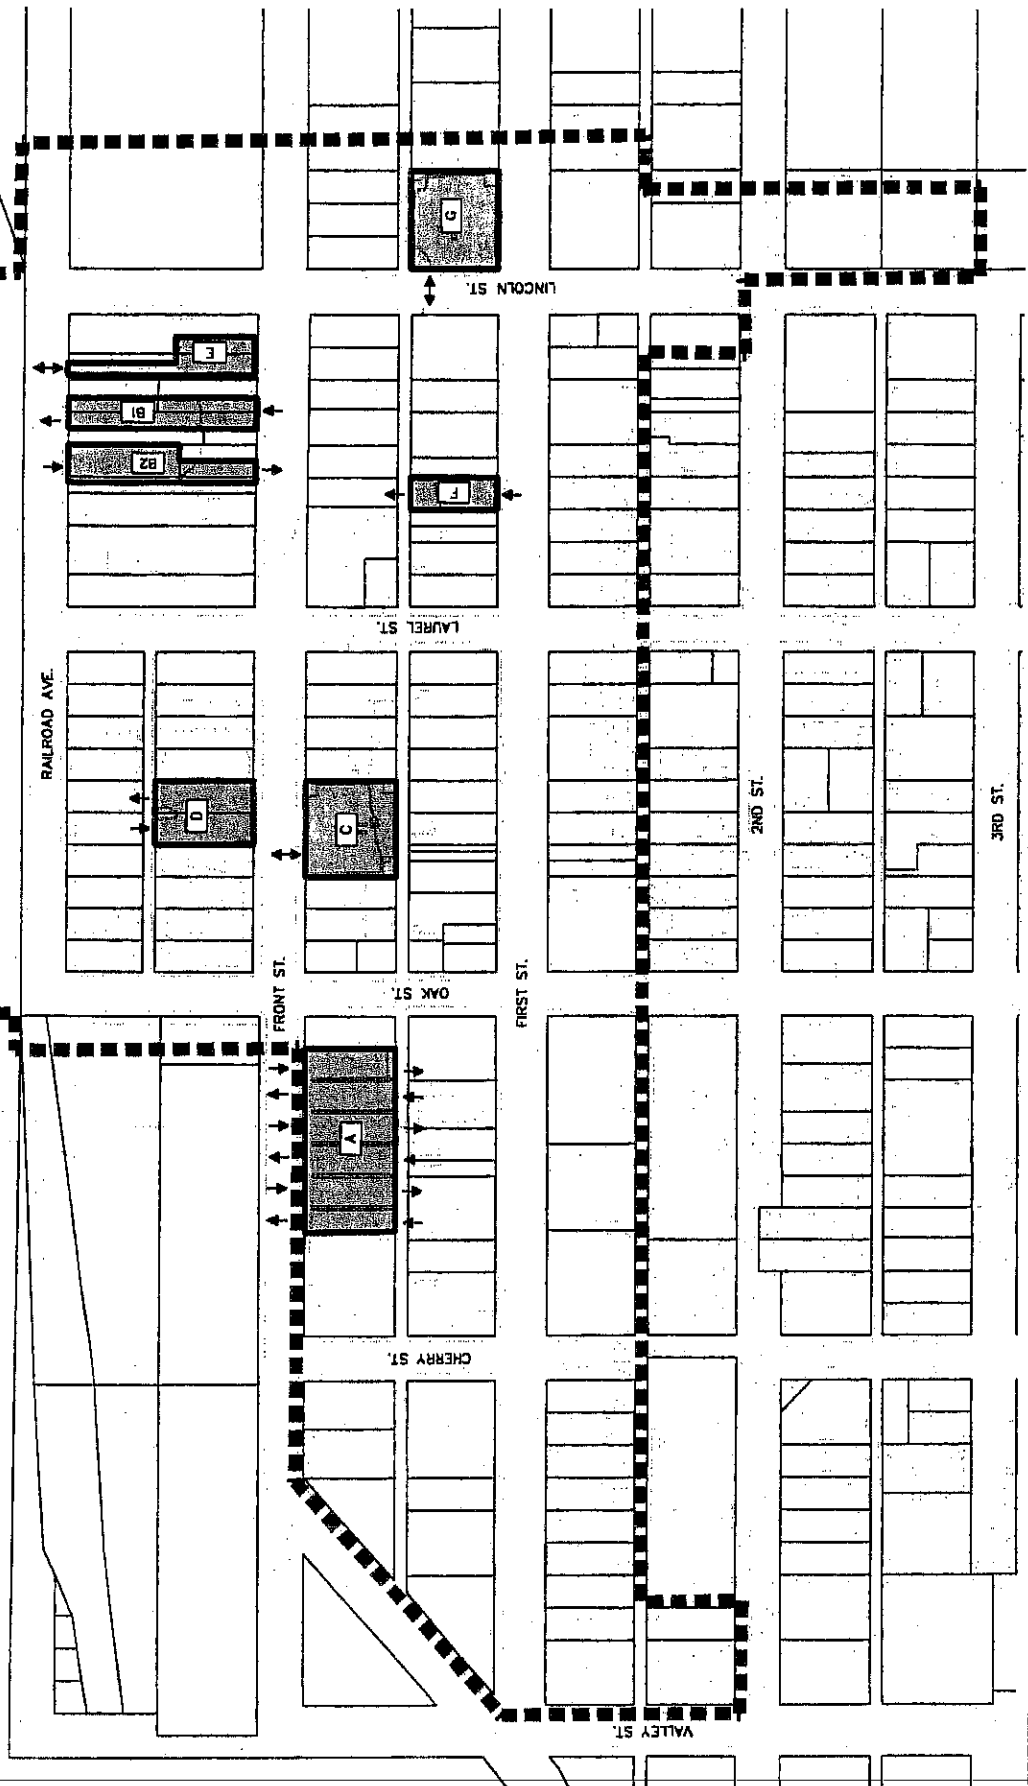 G
LINCOLN ST.
E
B1
B2
F
LAUREL ST.
RAILROAD AVE.
D
C
2ND ST.
3RD ST.
OAK ST.
FRONT ST.
FIRST ST.
A
CHERRY ST.
VALLEY ST.